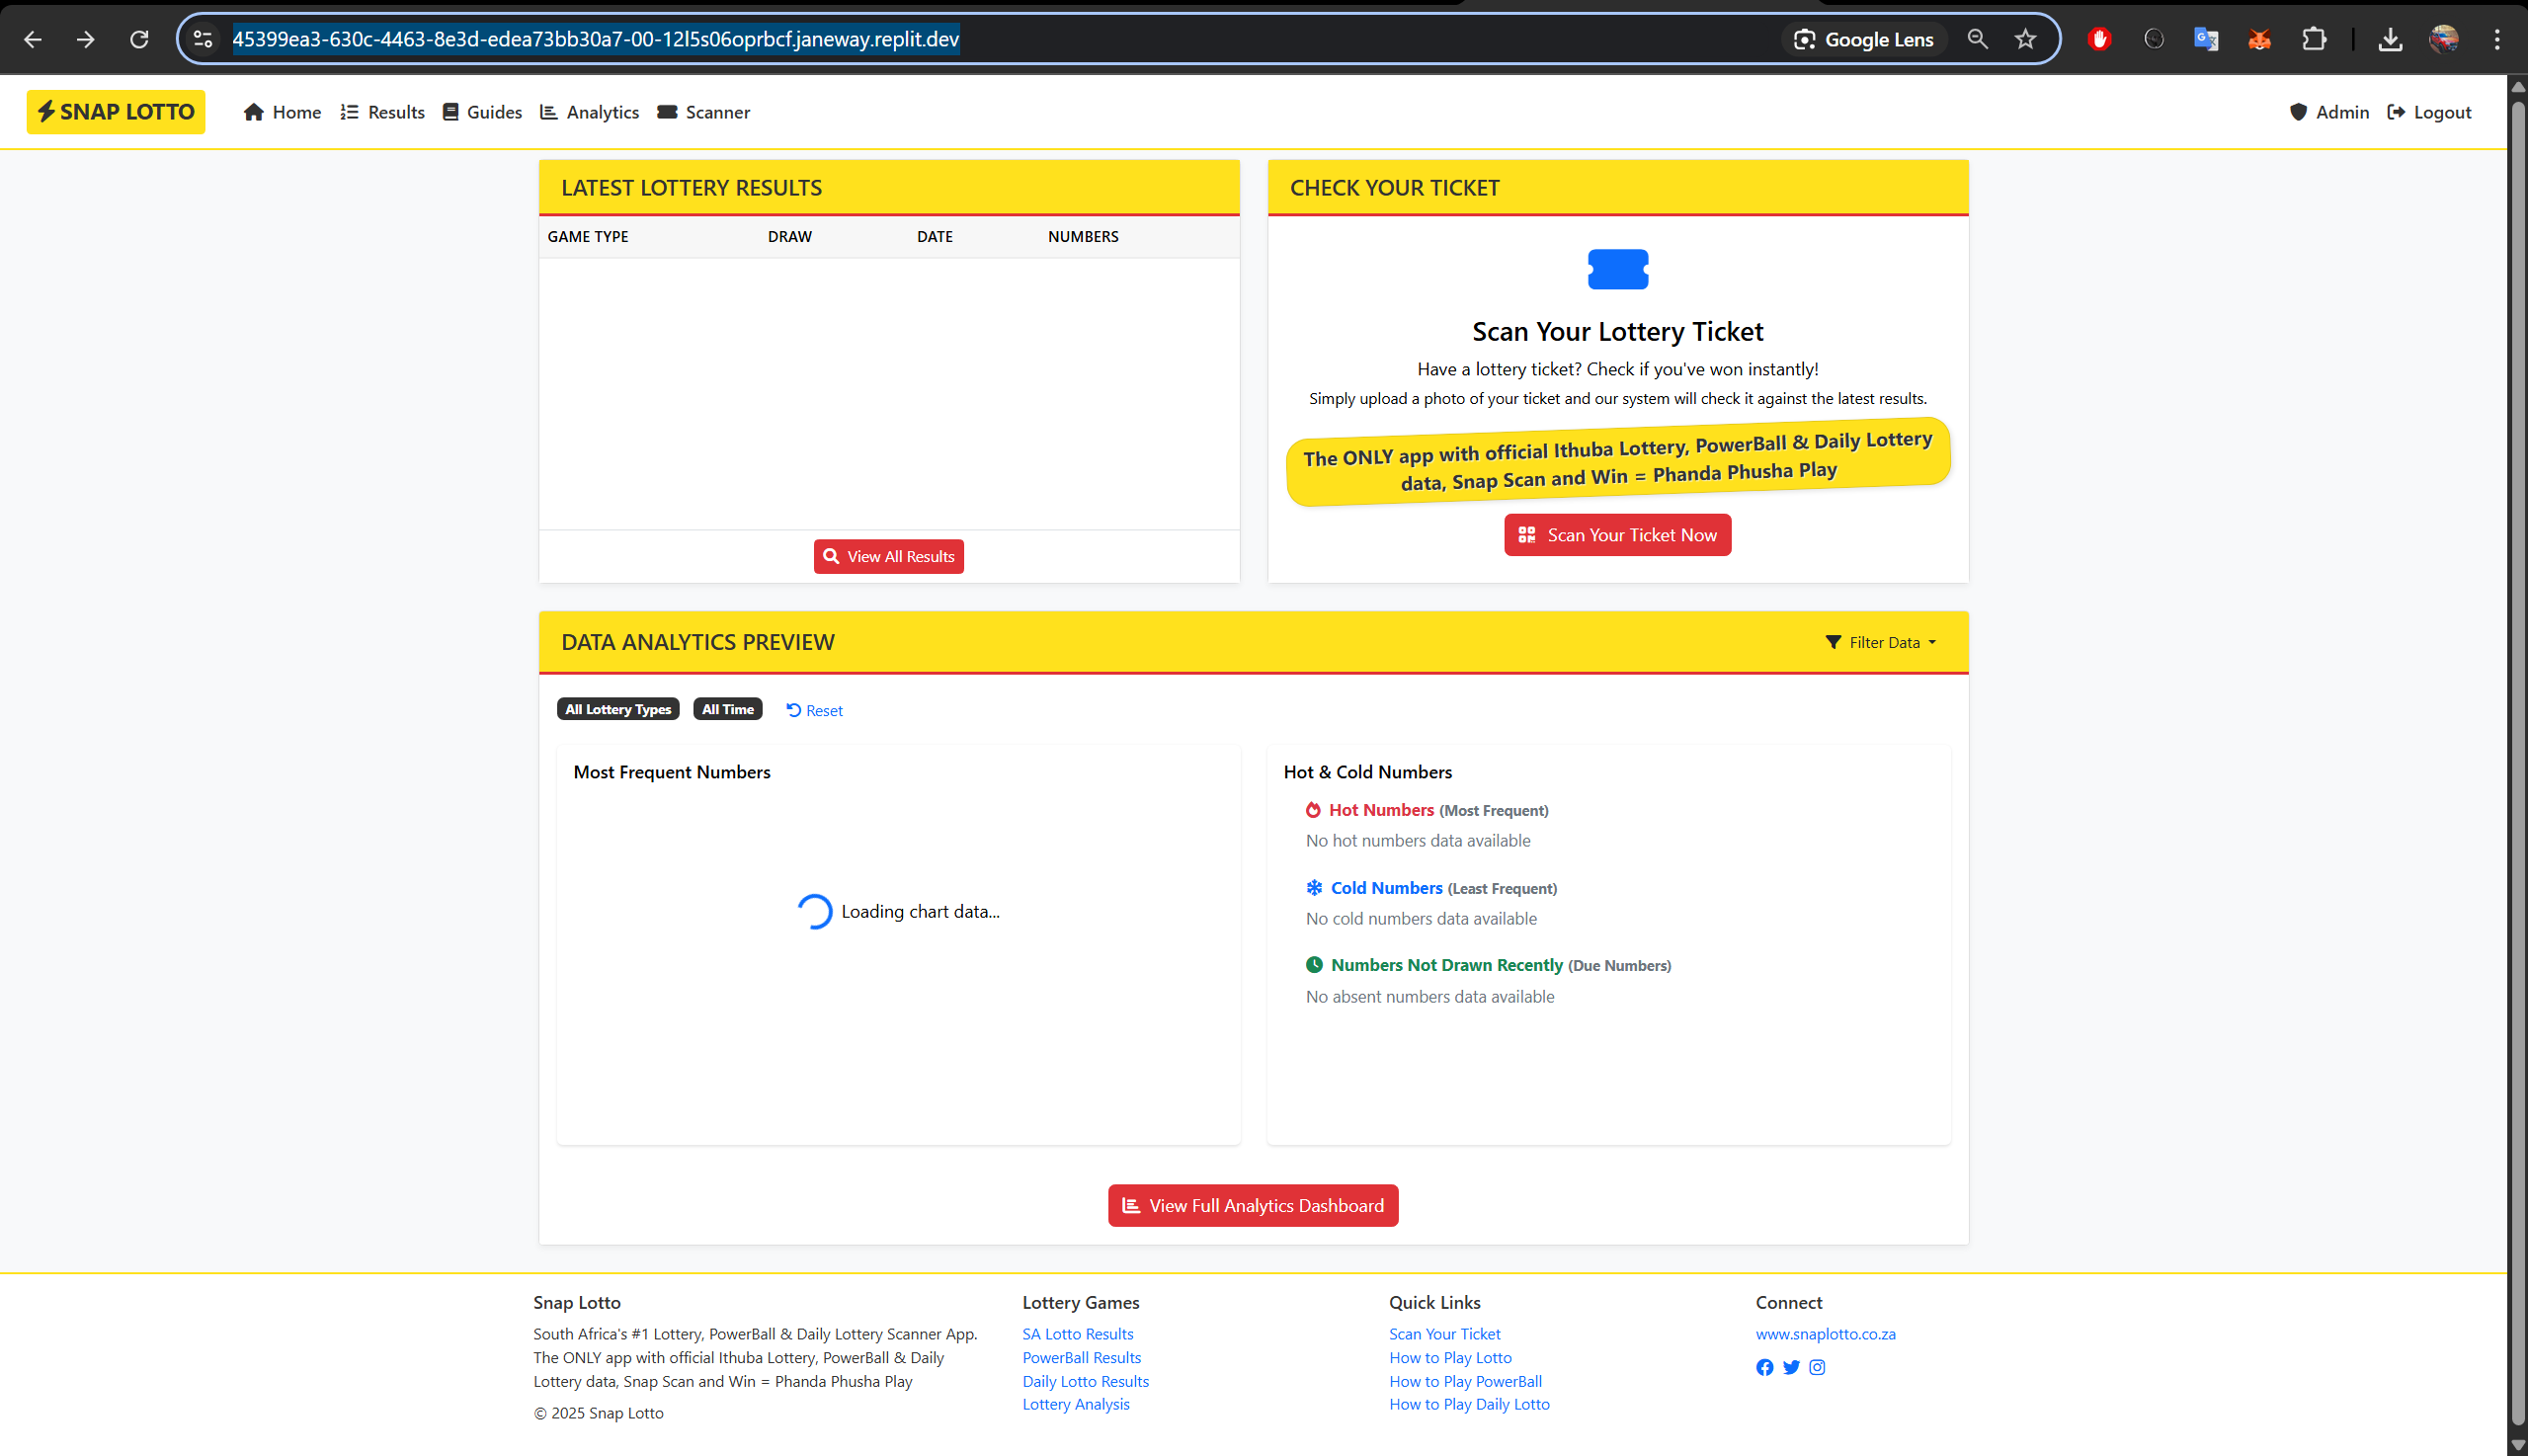 45399ea3-630c-4463-8e3d-edea73bb30a7-00-12l5s06oprbcf.janeway.replit.dev
Google Lens
SNAP LOTTO
Home
Results
Guides
Analytics
Scanner
Admin
Logout
LATEST LOTTERY RESULTS
GAME TYPE DRAW DATE NUMBERS
View All Results
CHECK YOUR TICKET
Scan Your Lottery Ticket
Have a lottery ticket? Check if you've won instantly!
Simply upload a photo of your ticket and our system will check it against the latest results.
The ONLY app with official Ithuba Lottery, PowerBall & Daily Lottery
data, Snap Scan and Win = Phanda Phusha Play
Scan Your Ticket Now
DATA ANALYTICS PREVIEW
Filter Data
All Lottery Types
All Time
Reset
Most Frequent Numbers
Loading chart data...
Hot & Cold Numbers
Hot Numbers (Most Frequent)
No hot numbers data available
Cold Numbers (Least Frequent)
No cold numbers data available
Numbers Not Drawn Recently (Due Numbers)
No absent numbers data available
View Full Analytics Dashboard
Snap Lotto
South Africa's #1 Lottery, PowerBall & Daily Lottery Scanner App.
The ONLY app with official Ithuba Lottery, PowerBall & Daily
Lottery data, Snap Scan and Win = Phanda Phusha Play
© 2025 Snap Lotto
Lottery Games
SA Lotto Results
PowerBall Results
Daily Lotto Results
Lottery Analysis
Quick Links
Scan Your Ticket
How to Play Lotto
How to Play PowerBall
How to Play Daily Lotto
Connect
www.snaplotto.co.za